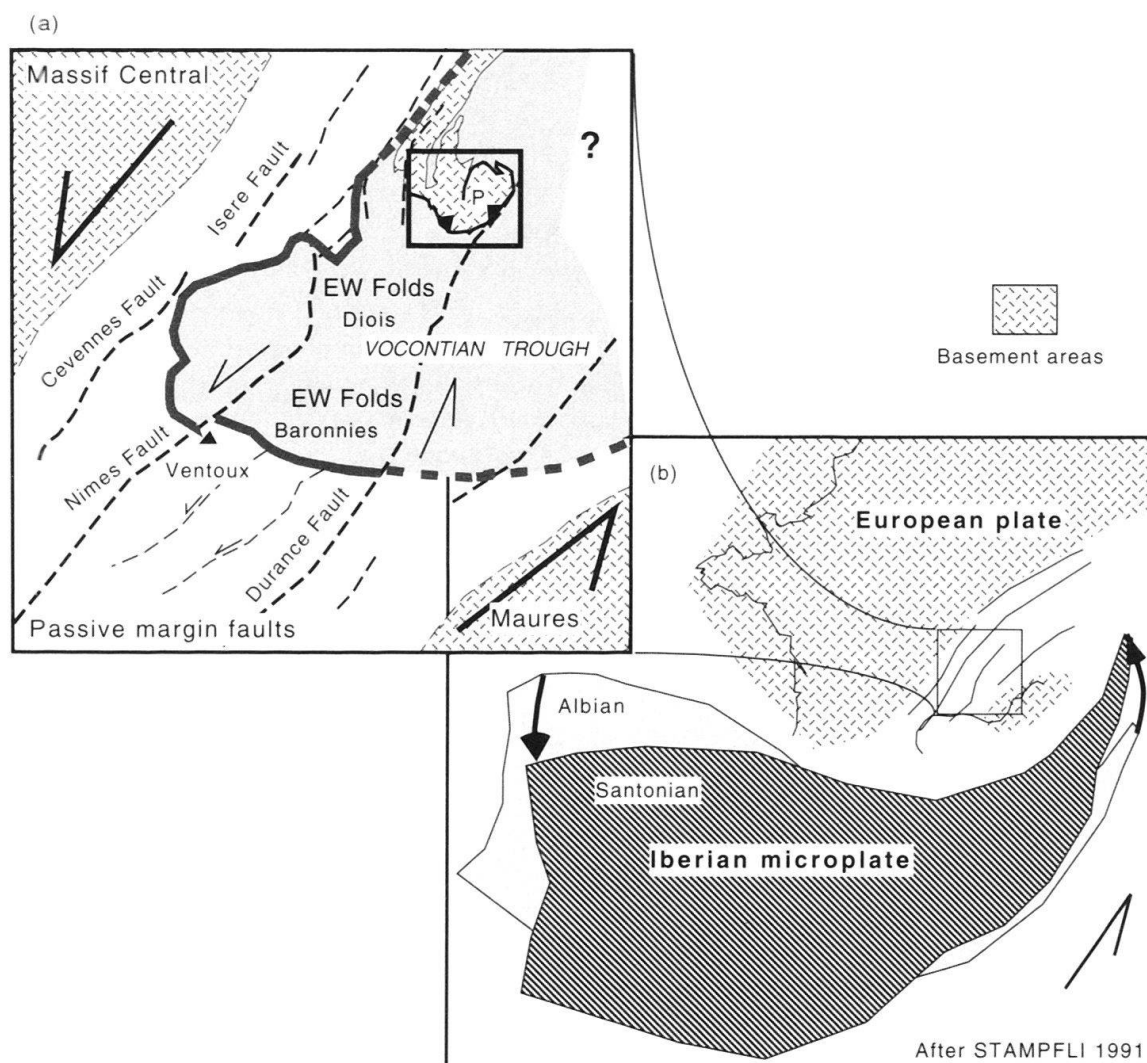 (a)
Massif Central
?
Isere Fault
P
Cevennes Fault
EW Folds
Diois
VOCONTIAN TROUGH
EW Folds
Baronnies
Ventoux
Nimes Fault
Durance Fault
Maures
Passive margin faults
Basement areas
(b)
European plate
Albian
Santonian
Iberian microplate
After STAMPFLI 1991